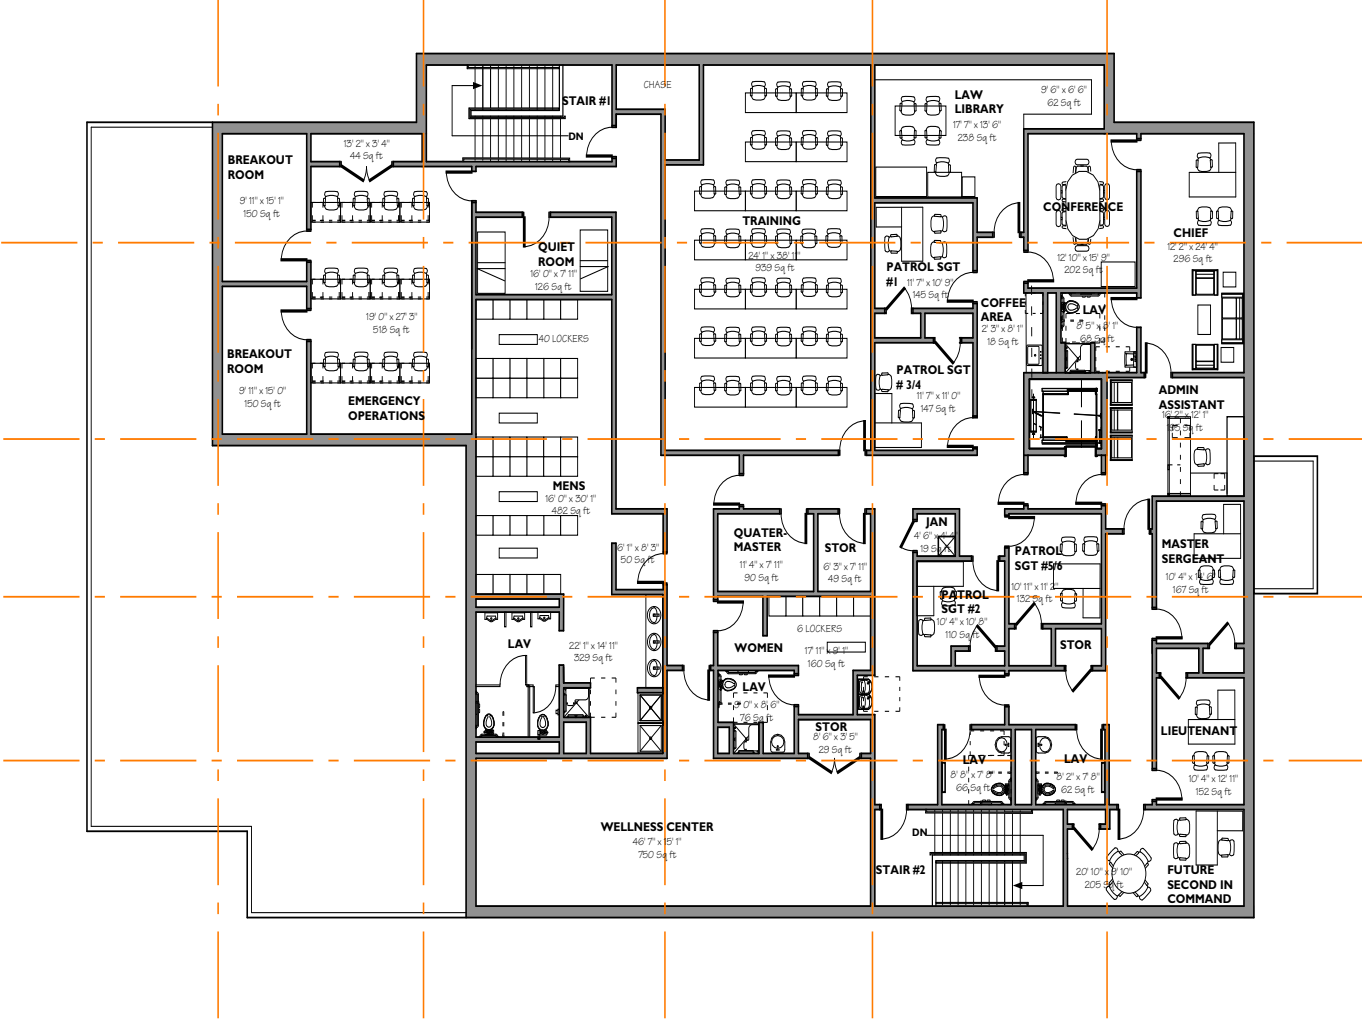 CHASE
STAIR #1
DN
LAW
LIBRARY
17' 7" x 13' 6"
238 Sq ft
9' 6" x 6' 6"
62 Sq ft
13' 2" x 3' 4"
44 Sq ft
BREAKOUT
ROOM
9' 11" x 15' 1"
150 Sq ft
TRAINING
24' 1" x 38' 11"
939 Sq ft
CONFERENCE
12' 10" x 15' 9"
202 Sq ft
CHIEF
12' 2" x 24' 4"
296 Sq ft
QUIET
ROOM
16' 0" x 7' 11"
126 Sq ft
PATROL SGT
#1
11' 7" x 10' 9"
145 Sq ft
COFFEE
AREA
2' 3" x 8' 1"
18 Sq ft
LAV
68 Sq ft
19' 0" x 27' 3"
518 Sq ft
40 LOCKERS
BREAKOUT
ROOM
9' 11" x 15' 0"
150 Sq ft
EMERGENCY
OPERATIONS
PATROL SGT
# 3/4
11' 7" x 11' 0"
147 Sq ft
ADMIN
ASSISTANT
16' 2" x 12' 1"
MENS
16' 0" x 30' 1"
482 Sq ft
6' 1" x 8' 3"
50 Sq ft
QUATER-
MASTER
11' 4" x 7' 11"
90 Sq ft
STOR
6' 3" x 7' 11"
49 Sq ft
JAN
19 Sq ft
PATROL
SGT #5/6
10' 11" x 11' 2"
132 Sq ft
MASTER
SERGEANT
167 Sq ft
PATROL
SGT #2
10' 4" x 10' 8"
110 Sq ft
LAV
22' 1" x 14' 11"
329 Sq ft
6 LOCKERS
WOMEN
17' 11" x 9' 1"
160 Sq ft
STOR
LAV
9' 0" x 8' 6"
76 Sq ft
STOR
8' 6" x 3' 5"
29 Sq ft
LIEUTENANT
10' 4" x 12' 11"
152 Sq ft
LAV
8' 8" x 7' 8"
66 Sq ft
LAV
8' 2" x 7' 8"
62 Sq ft
WELLNESS CENTER
46' 7" x 15' 1"
750 Sq ft
DN
STAIR #2
20' 10" x 9' 10"
205 Sq ft
FUTURE
SECOND IN
COMMAND